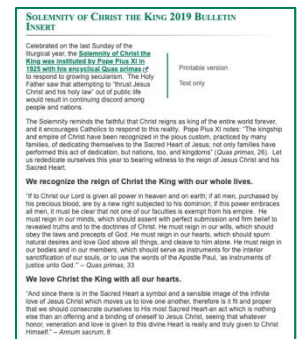 SOLEMNITY OF CHRIST THE KING 2019 BULLETIN
INSERT
Celebrated on the last Sunday of the
liturgical year, the Solemnity of Christ the
King was instituted by Pope Pius XI in
1925 with his encyclical Quas primas
to respond to growing secularism. The Holy
Father saw that attempting to "thrust Jesus
Christ and his holy law" out of public life
would result in continuing discord among
people and nations.
Printable version
Text only
The Solemnity reminds the faithful that Christ reigns as king of the entire world forever,
and it encourages Catholics to respond to this reality. Pope Pius XI notes: "The kingship
and empire of Christ have been recognized in the pious custom, practiced by many
families, of dedicating themselves to the Sacred Heart of Jesus; not only families have
performed this act of dedication, but nations, too, and kingdoms" (Quas primas, 26). Let
us rededicate ourselves this year to bearing witness to the reign of Jesus Christ and his
Sacred Heart.
We recognize the reign of Christ the King with our whole lives.
"If to Christ our Lord is given all power in heaven and on earth; if all men, purchased by
his precious blood, are by a new right subjected to his dominion; if this power embraces
all men, it must be clear that not one of our faculties is exempt from his empire. He
must reign in our minds, which should assent with perfect submission and firm belief to
revealed truths and to the doctrines of Christ. He must reign in our wills, which should
obey the laws and precepts of God. He must reign in our hearts, which should spurn
natural desires and love God above all things, and cleave to him alone. He must reign in
our bodies and in our members, which should serve as instruments for the interior
sanctification of our souls, or to use the words of the Apostle Paul, 'as instruments of
justice unto God.'" – Quas primas, 33
We love Christ the King with all our hearts.
"And since there is in the Sacred Heart a symbol and a sensible image of the infinite
love of Jesus Christ which moves us to love one another, therefore is it fit and proper
that we should consecrate ourselves to His most Sacred Heart-an act which is nothing
else than an offering and a binding of oneself to Jesus Christ, seeing that whatever
honor, veneration and love is given to this divine Heart is really and truly given to Christ
Himself." – Annum sacrum, 8